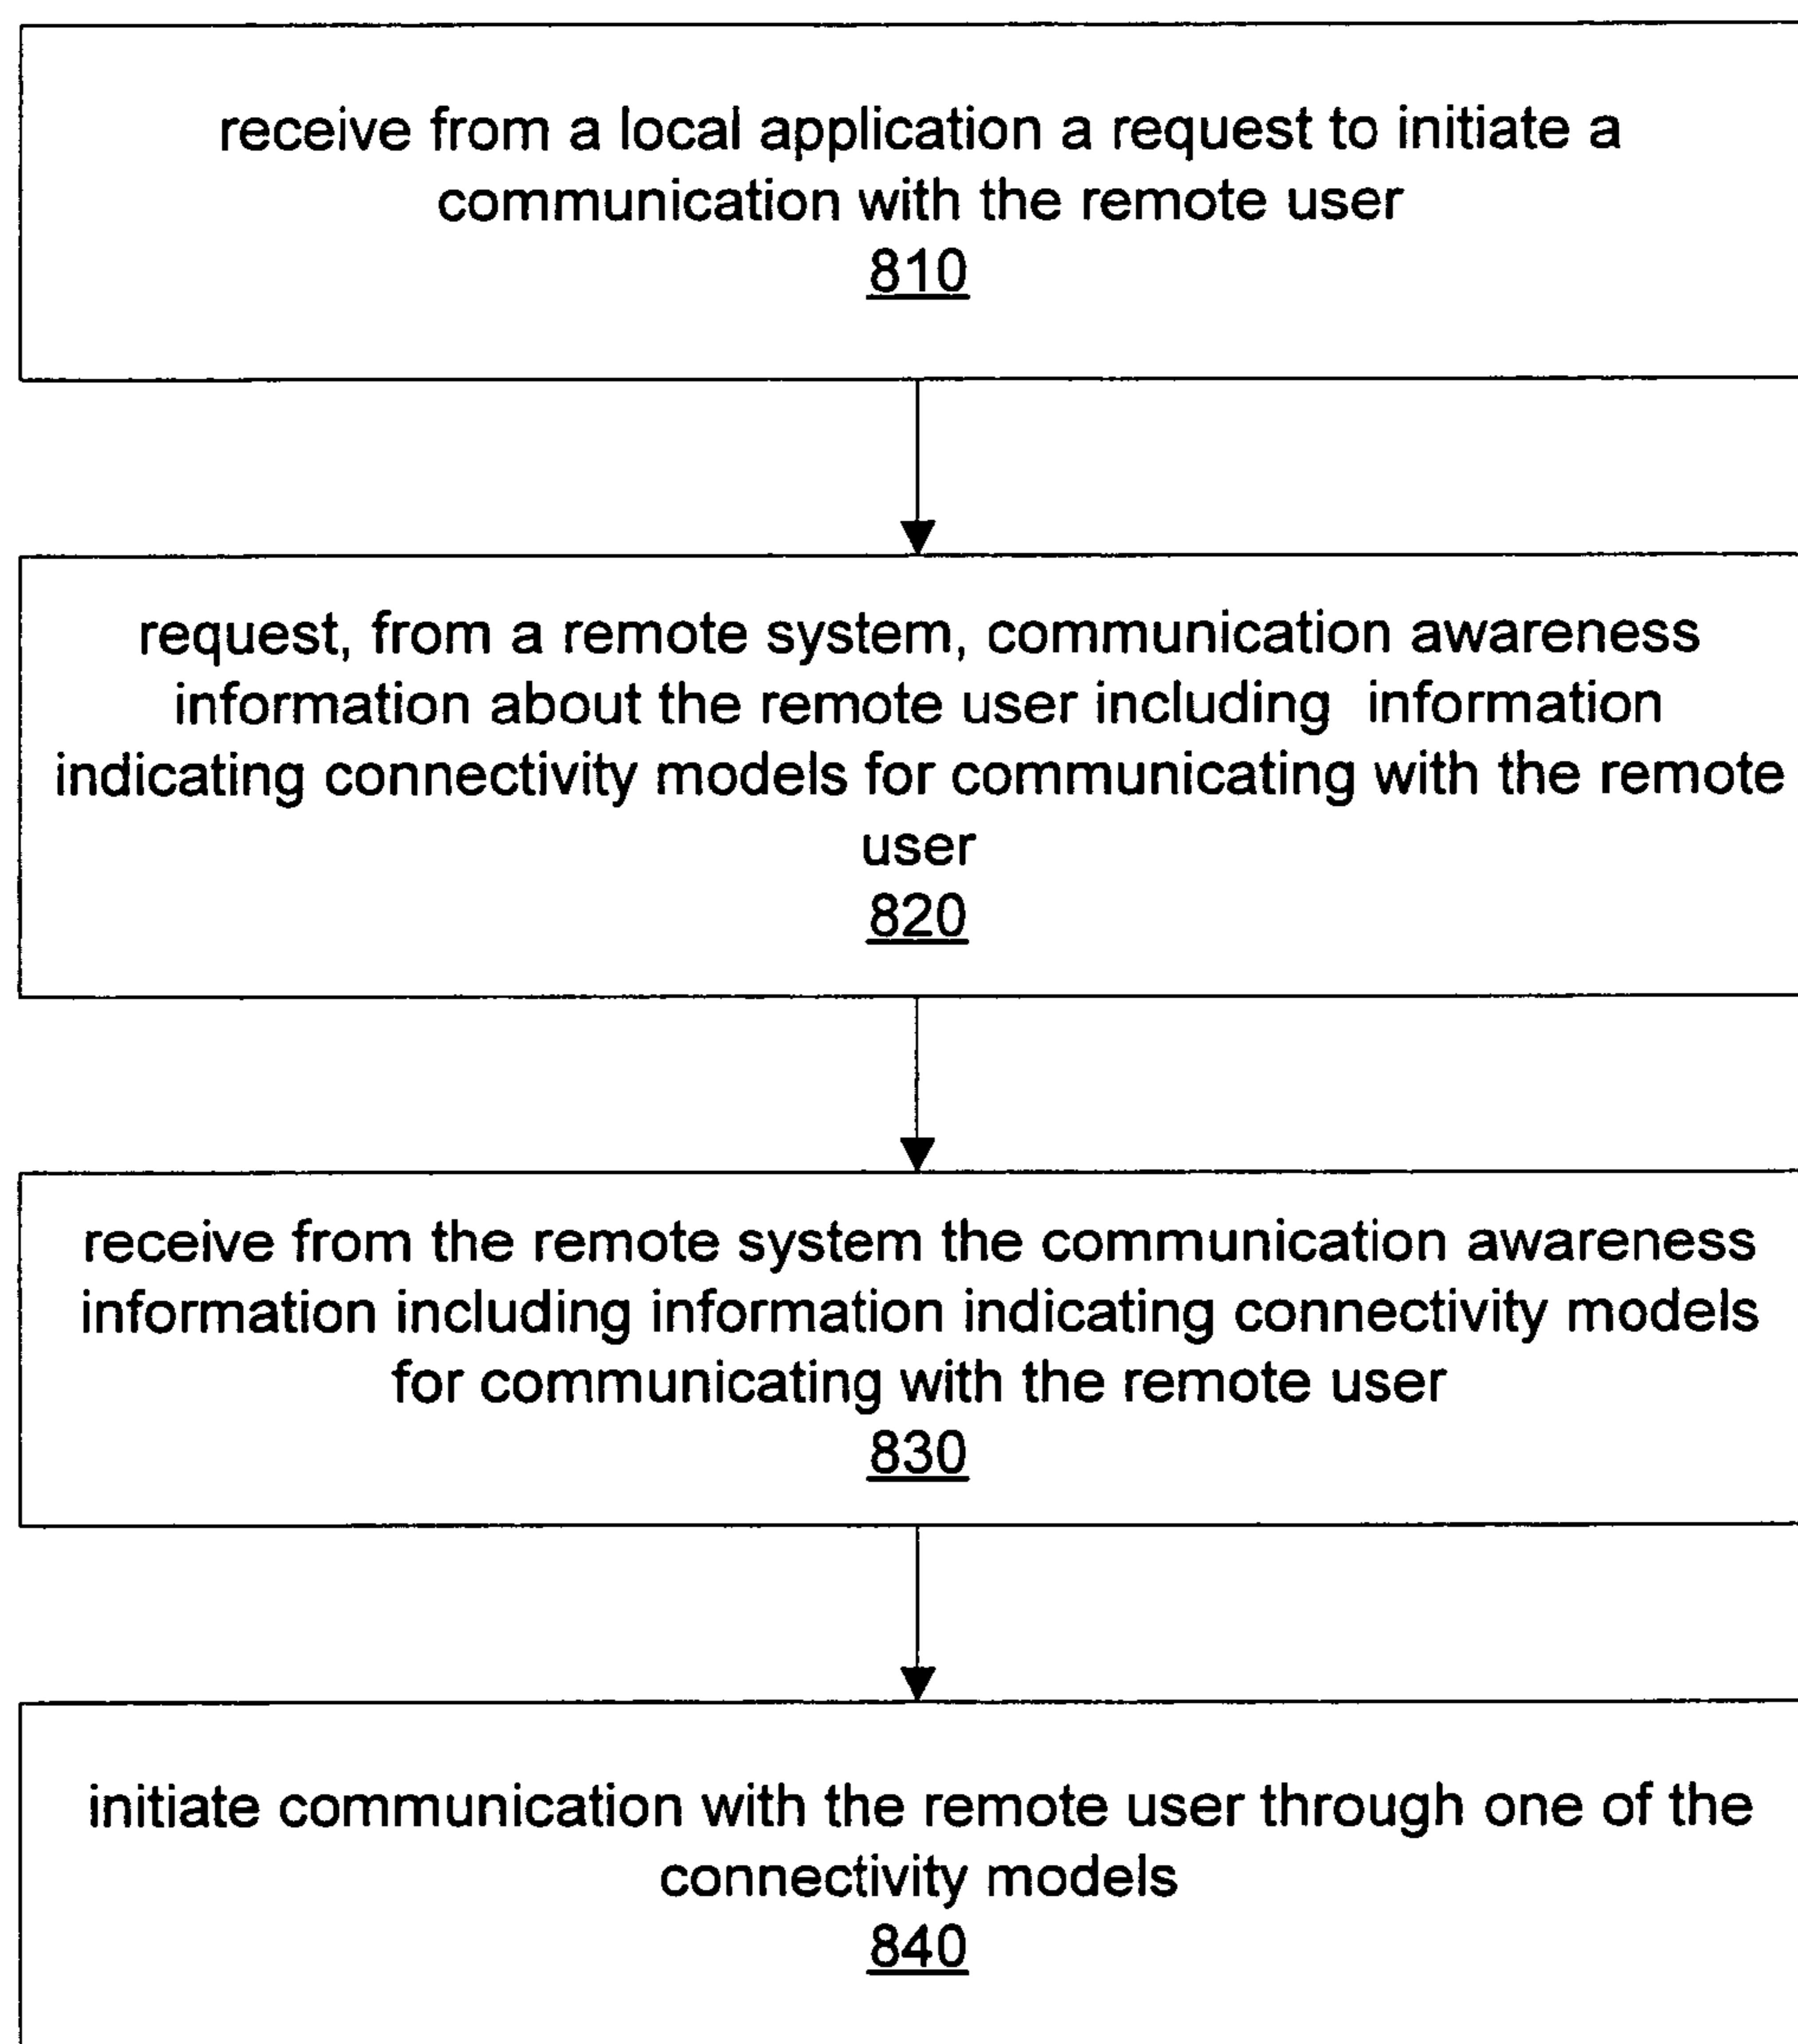 receive from a local application a request to initiate a
communication with the remote user
810
request, from a remote system, communication awareness
information about the remote user including information
indicating connectivity models for communicating with the remote
user
820
receive from the remote system the communication awareness
information including information indicating connectivity models
for communicating with the remote user
830
initiate communication with the remote user through one of the
connectivity models
840